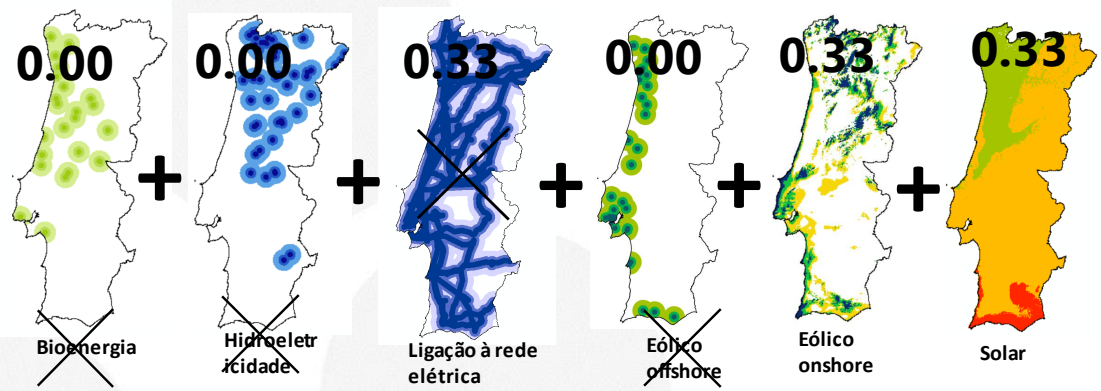 0.00
0.00
0.33
0.00
0.33
0.33
+
+
+
+
+
Bioenergia
Hidroeletr
icidade
Ligação à rede
elétrica
Eólico
offshore
Eólico
onshore
Solar